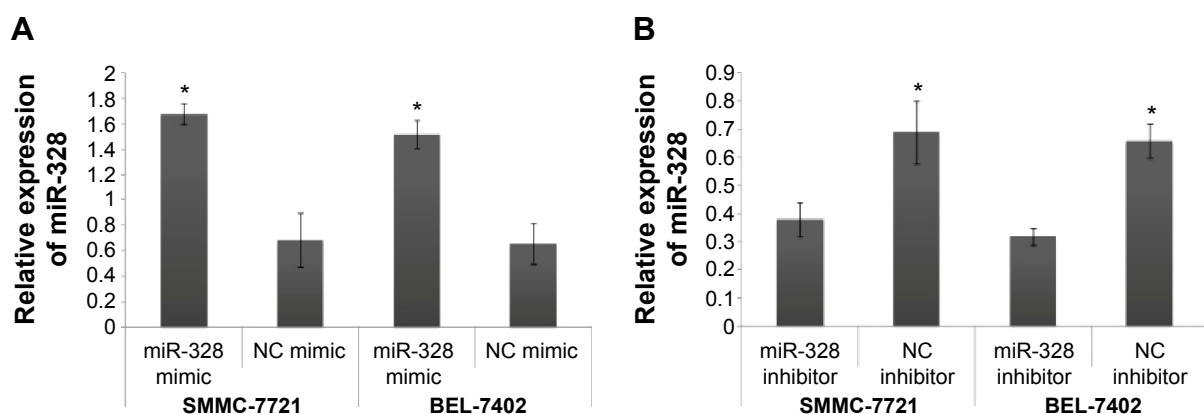 A
Relative expression
of miR-328
2
1.8
1.6
1.4
1.2
1
0.8
0.6
0.4
0.2
0
*
*
miR-328
mimic
NC mimic
miR-328
mimic
NC mimic
SMMC-7721
BEL-7402
B
Relative expression
of miR-328
0.9
0.8
0.7
0.6
0.5
0.4
0.3
0.2
0.1
0
*
*
miR-328
inhibitor
NC
inhibitor
miR-328
inhibitor
NC
inhibitor
SMMC-7721
BEL-7402